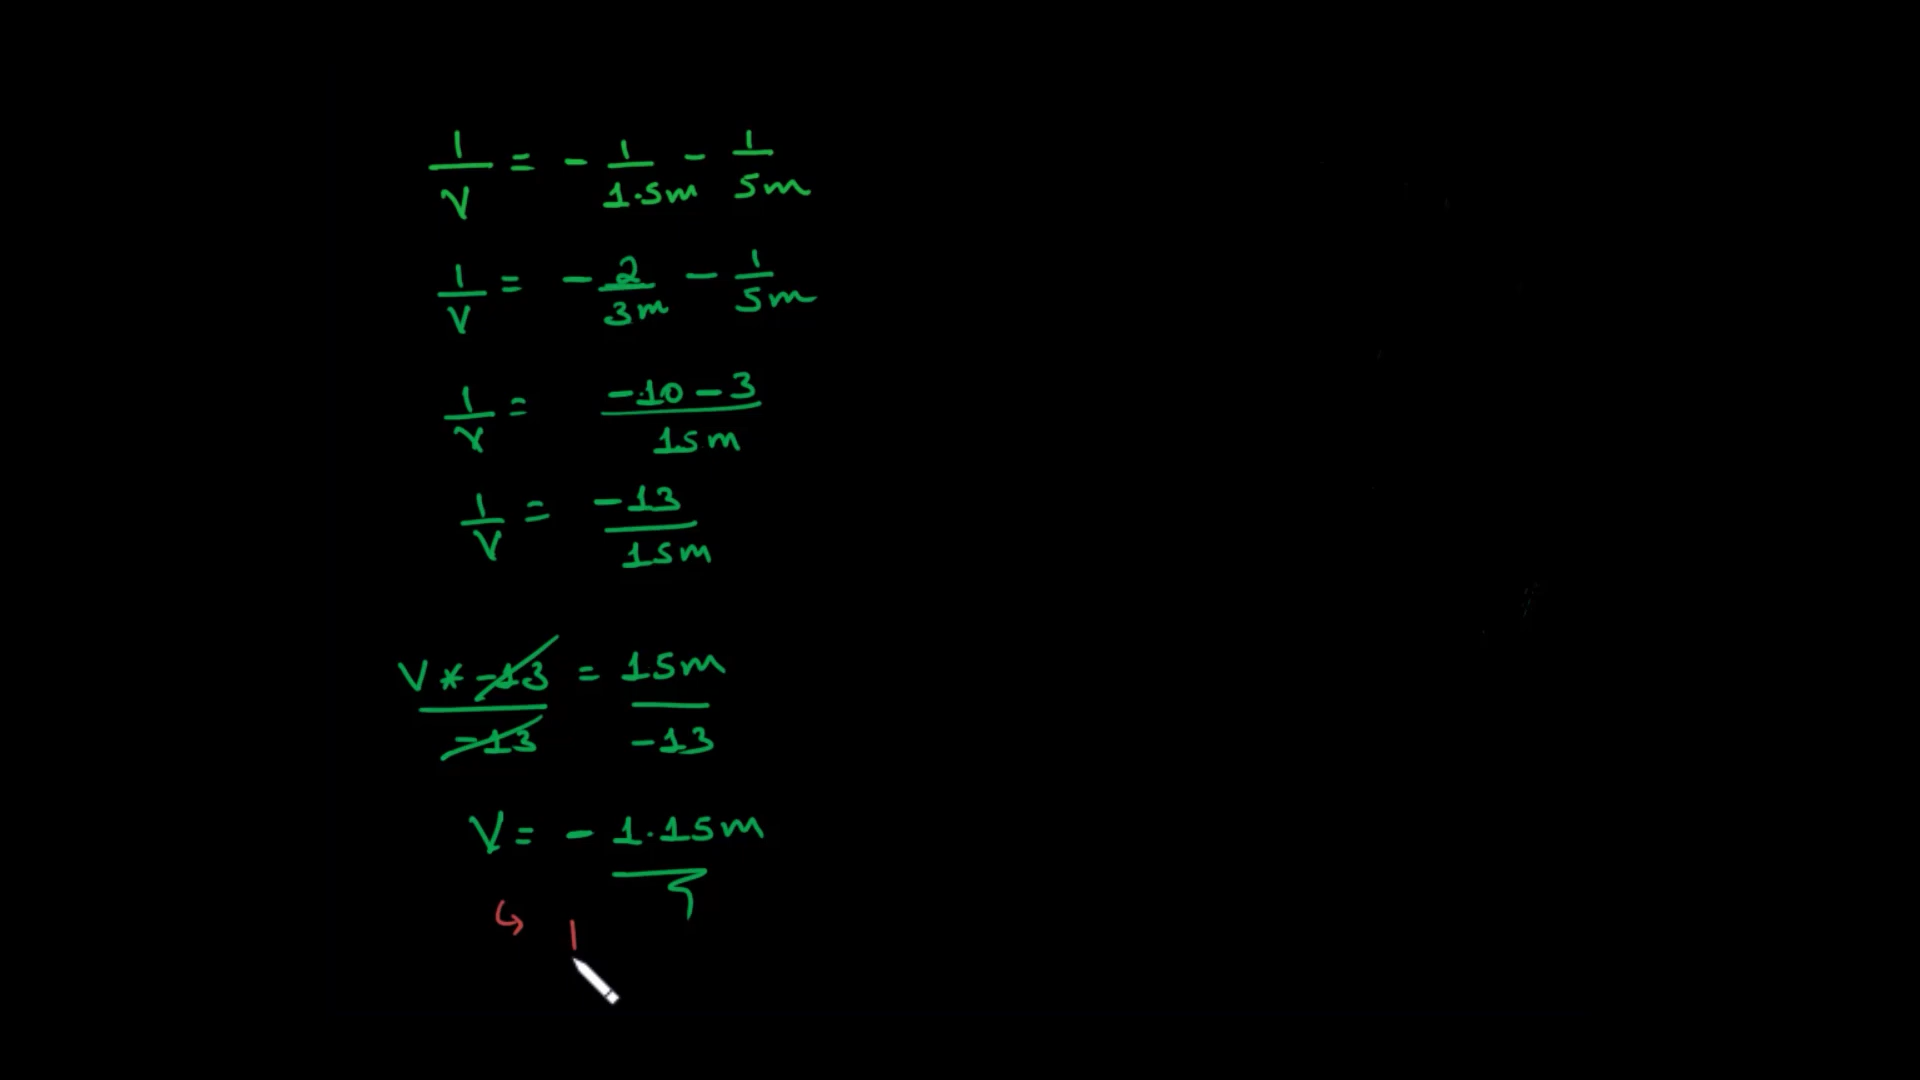 1/V = - 1/1.5m - 1/5m
1/V = - 2/3m - 1/5m
1/V = -10-3/15m
1/V = -13/15m
V * -13/-13 = 15m/-13
V = - 1.15m
↳ 1